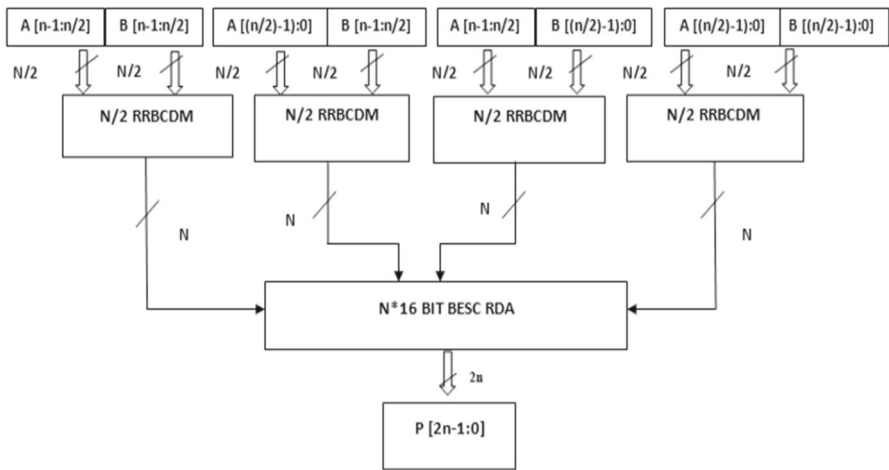 A [n-1:n/2] B [n-1:n/2] A [(n/2)-1):0] B [n-1:n/2] A [n-1:n/2] B [(n/2)-1):0] A [(n/2)-1):0] B [(n/2)-1):0]
N/2 N/2 N/2 N/2 N/2 N/2 N/2 N/2
N/2 RRBCDM N/2 RRBCDM N/2 RRBCDM N/2 RRBCDM
N N N N
N*16 BIT BESC RDA
2n
P [2n-1:0]